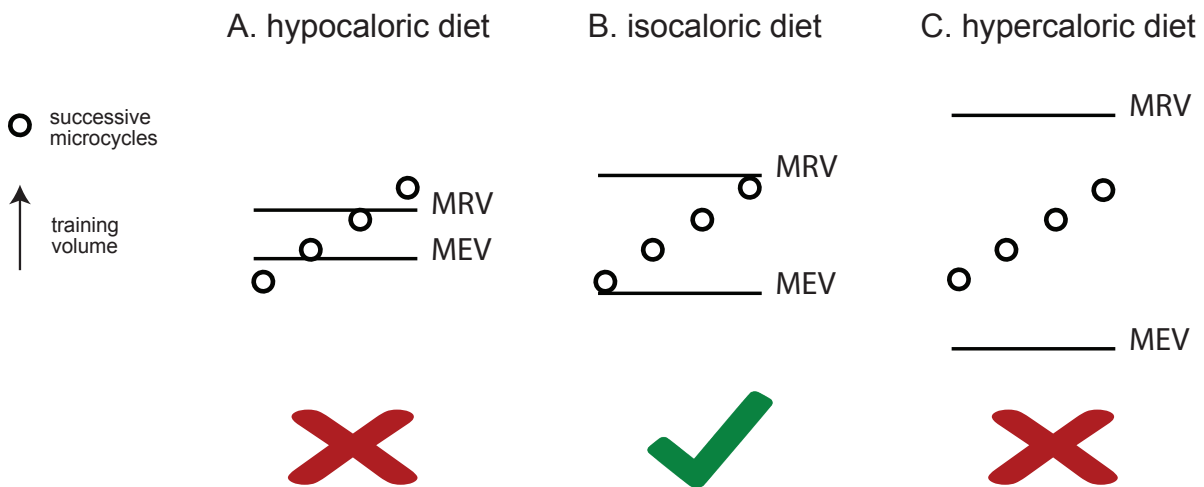 A. hypocaloric diet
B. isocaloric diet
C. hypercaloric diet
successive
microcycles
training
volume
MRV
MEV
MRV
MEV
MRV
MEV